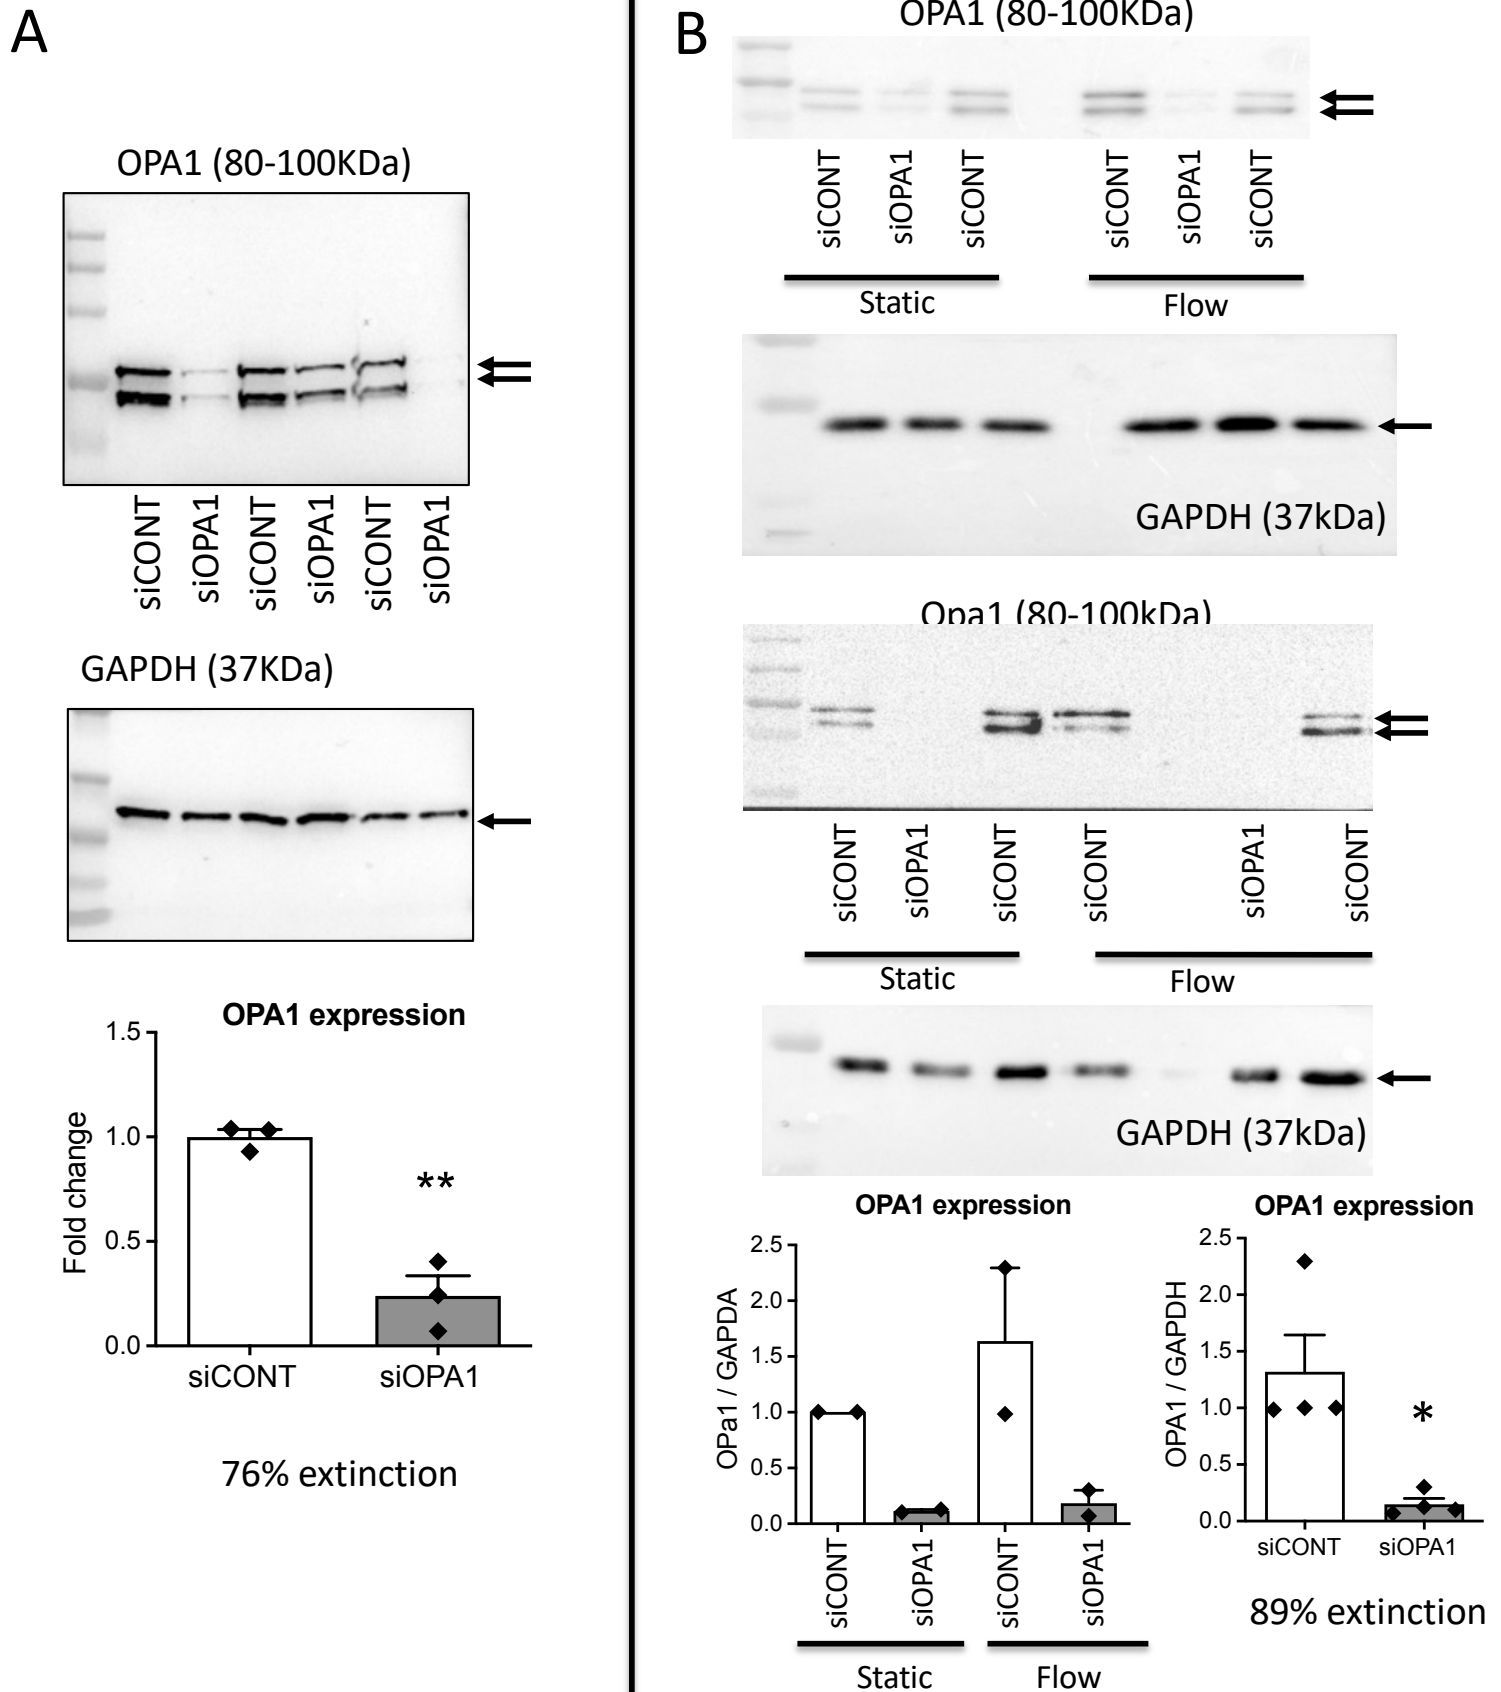 A
OPA1 (80-100KDa)
siCONT siOPA1 siCONT siOPA1 siCONT siOPA1
GAPDH (37KDa)
OPA1 expression
Fold change
1.5
1.0
0.5
0.0
**
siCONT siOPA1
76% extinction
B
OPA1 (80-100KDa)
siCONT siOPA1 siCONT siCONT siOPA1 siCONT
Static Flow
GAPDH (37kDa)
Opa1 (80-100kDa)
siCONT siOPA1 siCONT siCONT siOPA1 siCONT
Static Flow
GAPDH (37kDa)
OPA1 expression
OPa1 / GAPDA
2.5
2.0
1.5
1.0
0.5
0.0
siCONT siOPA1 siCONT siOPA1
Static Flow
OPA1 expression
OPA1 / GAPDH
2.5
2.0
1.5
1.0
0.5
0.0
*
siCONT siOPA1
89% extinction